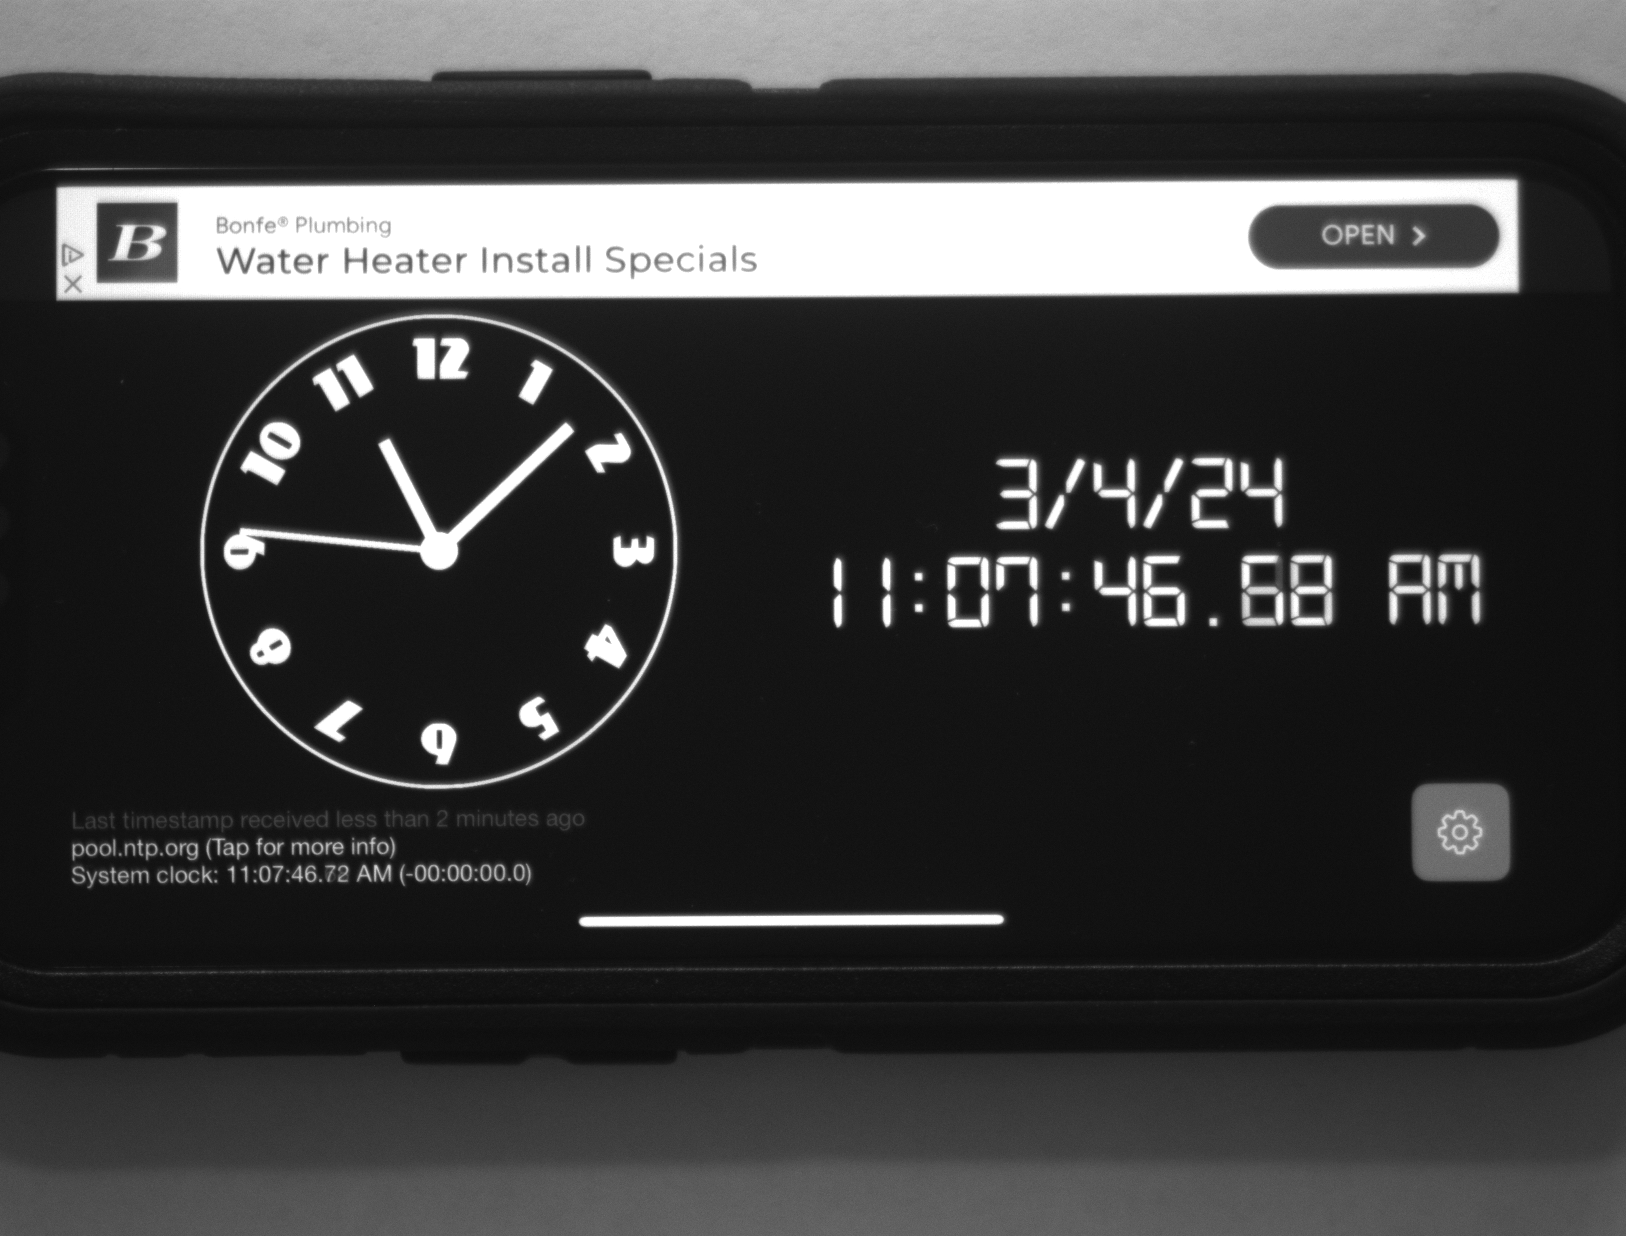 B
Bonfe® Plumbing
Water Heater Install Specials
OPEN >
12
1
2
3
4
5
6
7
8
9
10
11
3/4/24
11:07:46.68 AM
Last timestamp received less than 2 minutes ago
pool.ntp.org (Tap for more info)
System clock: 11:07:46.72 AM (-00:00:00.0)